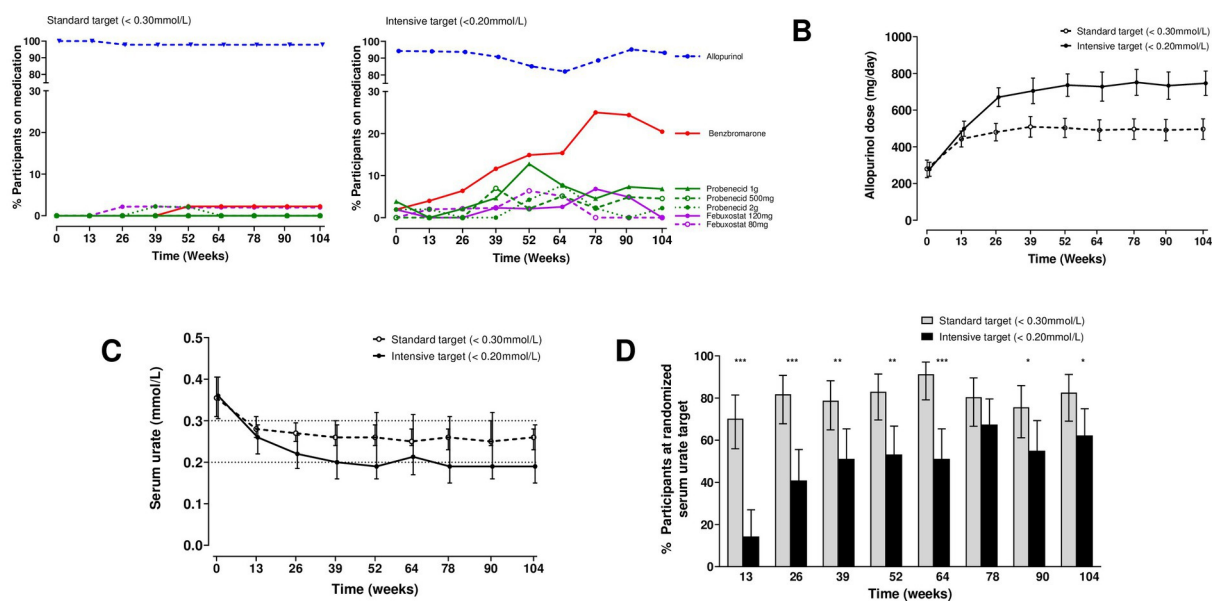 Standard target (< 0.30mmol/L)
% Participants on medication
100
90
80
30
20
10
0
0 13 26 39 52 64 78 90 104
Time (Weeks)
Intensive target (<0.20mmol/L)
% Participants on medication
100
90
80
30
20
10
0
0 13 26 39 52 64 78 90 104
Time (Weeks)
Allopurinol
Benzbromarone
Probenecid 1g
Probenecid 500mg
Probenecid 2g
Febuxostat 120mg
Febuxostat 80mg
B
Standard target (< 0.30mmol/L)
Intensive target (< 0.20mmol/L)
Allopurinol dose (mg/day)
1000
800
600
400
200
0
0 13 26 39 52 64 78 90 104
Time (Weeks)
C
Standard target (< 0.30mmol/L)
Intensive target (< 0.20mmol/L)
Serum urate (mmol/L)
0.5
0.4
0.3
0.2
0.1
0.0
0 13 26 39 52 64 78 90 104
Time (weeks)
D
Standard target (< 0.30mmol/L)
Intensive target (< 0.20mmol/L)
% Participants at randomized
serum urate target
100
80
60
40
20
0
*** *** ** ** *** * *
13 26 39 52 64 78 90 104
Time (weeks)